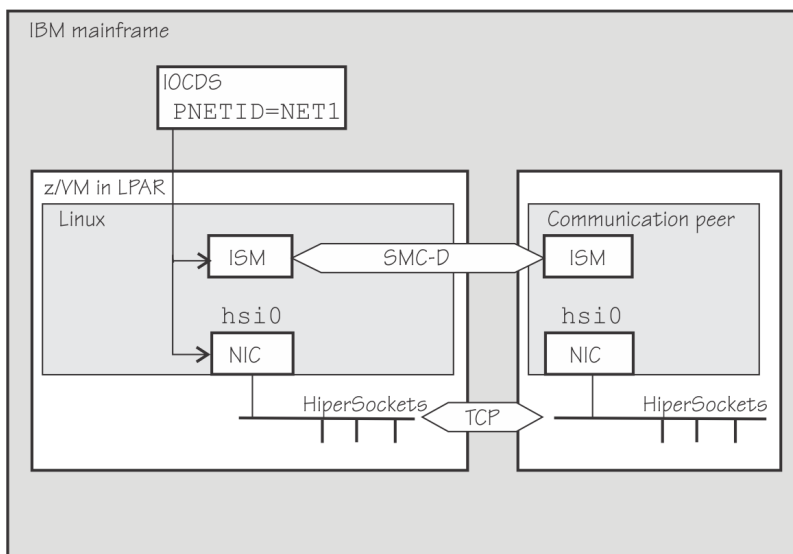 IBM mainframe
IOCDS
PNETID=NET1
z/VM in LPAR
Linux
Communication peer
ISM
SMC-D
ISM
hsi0
hsi0
NIC
NIC
HiperSockets
TCP
HiperSockets